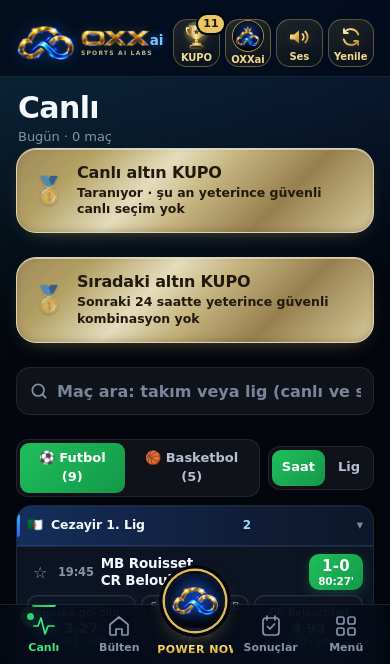 OXXai
SPORTS AI LABS
11
KUPO
OXXai
Ses
Yenile
Canlı
Bugün · 0 maç
Canlı altın KUPO
Taranıyor · şu an yeterince güvenli
canlı seçim yok
Sıradaki altın KUPO
Sonraki 24 saatte yeterince güvenli
kombinasyon yok
Maç ara: takım veya lig (canlı ve s
⚽ Futbol
(9)
🏀 Basketbol
(5)
Saat
Lig
Cezayir 1. Lig
2
▾
☆
19:45
MB Rouisset
CR Belou
1-0
80:27'
Canlı
Bülten
POWER NOW
Sonuçlar
Menü